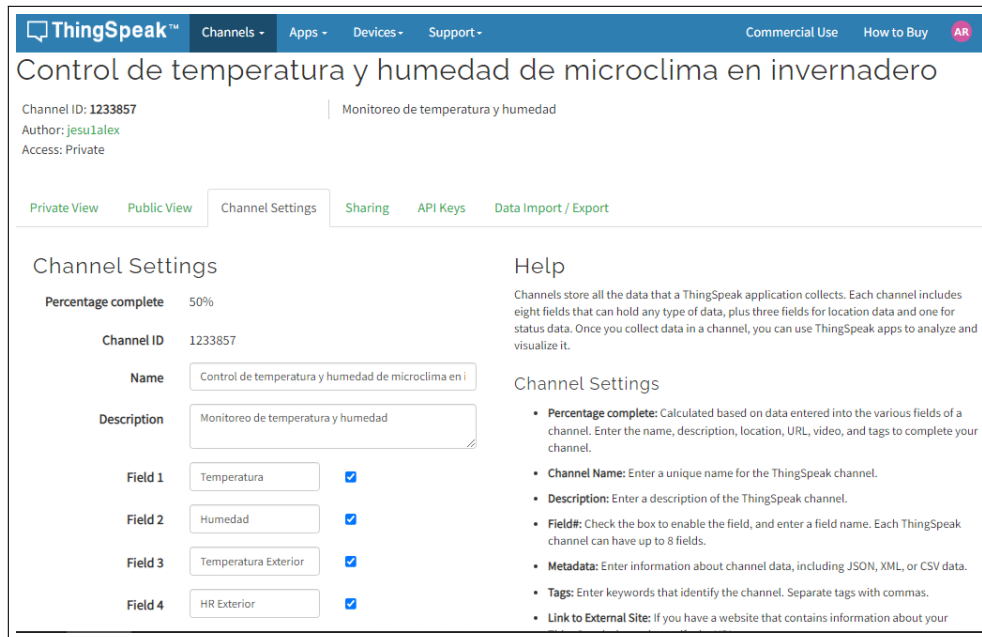 ThingSpeak™ Channels Apps Devices Support Commercial Use How to Buy AR
Control de temperatura y humedad de microclima en invernadero
Channel ID: 1233857
Author: jesu1alex
Access: Private
Monitoreo de temperatura y humedad
Private View Public View Channel Settings Sharing API Keys Data Import / Export
Channel Settings
Percentage complete 50%
Channel ID 1233857
Name Control de temperatura y humedad de microclima en i
Description Monitoreo de temperatura y humedad
Field 1 Temperatura
Field 2 Humedad
Field 3 Temperatura Exterior
Field 4 HR Exterior
Help
Channels store all the data that a ThingSpeak application collects. Each channel includes
eight fields that can hold any type of data, plus three fields for location data and one for
status data. Once you collect data in a channel, you can use ThingSpeak apps to analyze and
visualize it.
Channel Settings
• Percentage complete: Calculated based on data entered into the various fields of a
channel. Enter the name, description, location, URL, video, and tags to complete your
channel.
• Channel Name: Enter a unique name for the ThingSpeak channel.
• Description: Enter a description of the ThingSpeak channel.
• Field#: Check the box to enable the field, and enter a field name. Each ThingSpeak
channel can have up to 8 fields.
• Metadata: Enter information about channel data, including JSON, XML, or CSV data.
• Tags: Enter keywords that identify the channel. Separate tags with commas.
• Link to External Site: If you have a website that contains information about your